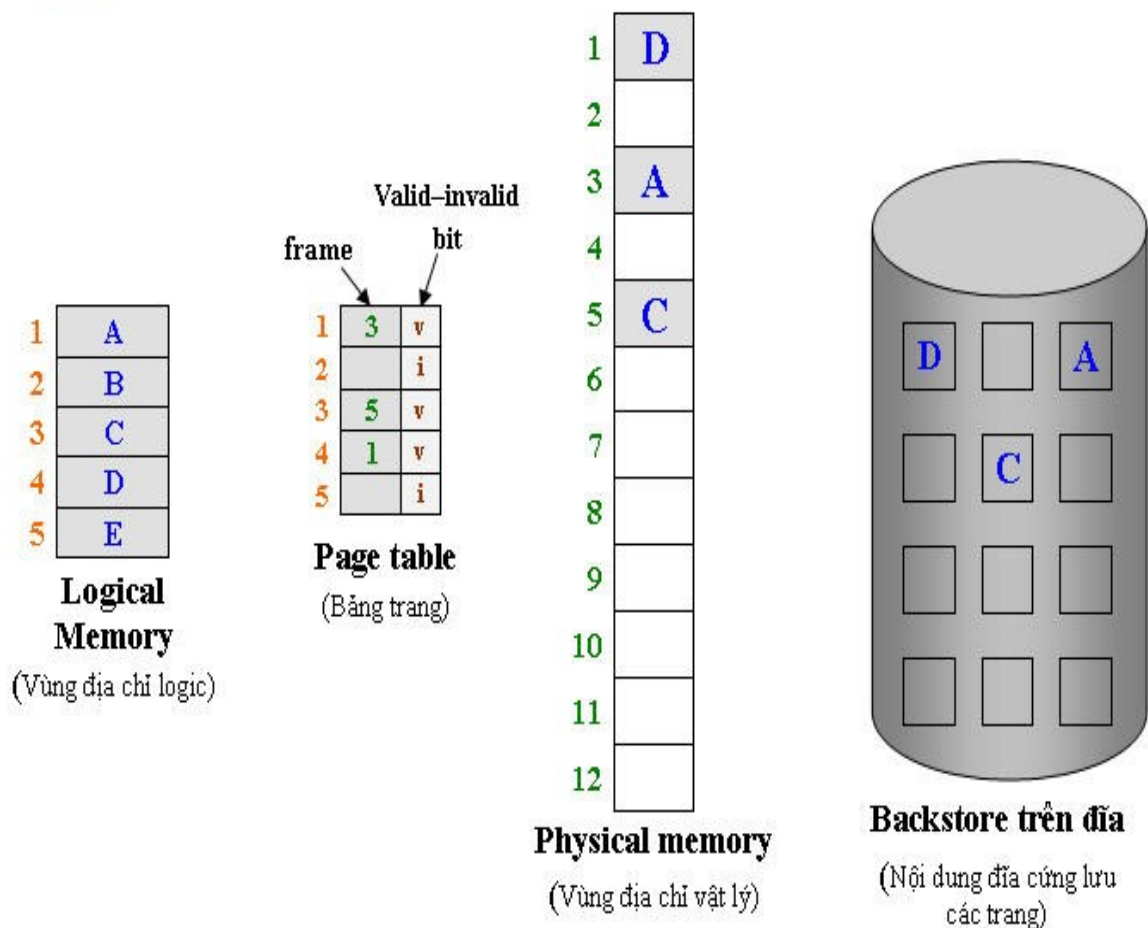 1 A
2 B
3 C
4 D
5 E
Logical
Memory
(Vùng địa chỉ logic)
Valid–invalid
bit
frame
1 3 v
2 i
3 5 v
4 1 v
5 i
Page table
(Bảng trang)
1 D
2
3 A
4
5 C
6
7
8
9
10
11
12
Physical memory
(Vùng địa chỉ vật lý)
D A
C
Backstore trên đĩa
(Nội dung đĩa cứng lưu
các trang)